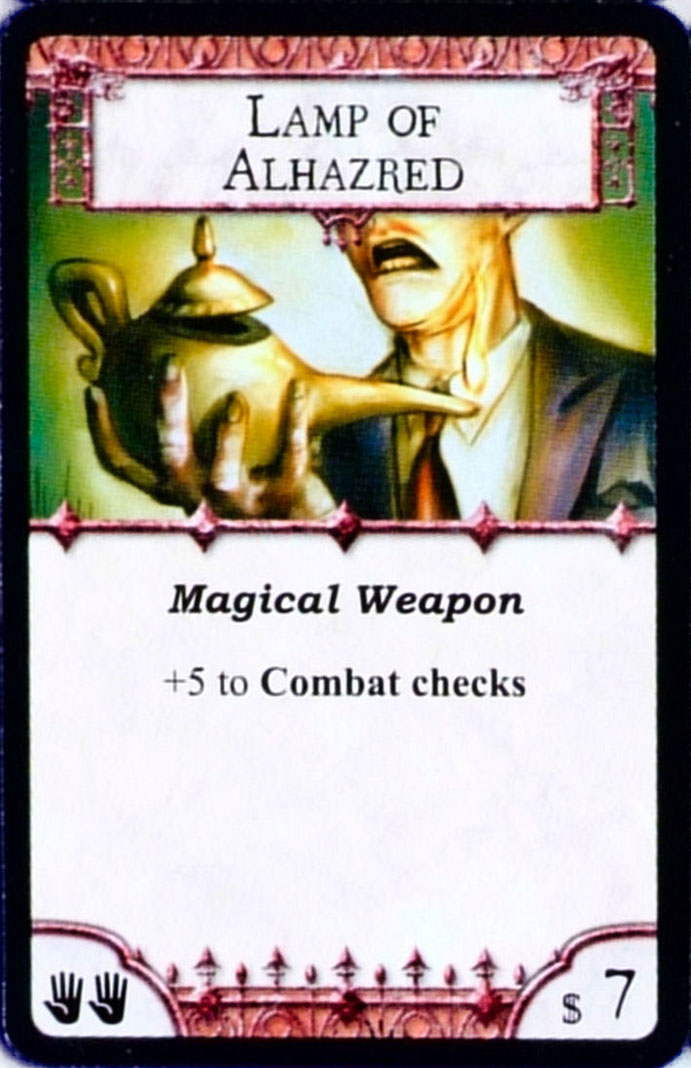 LAMP OF
ALHAZRED
Magical Weapon
+5 to Combat checks
$ 7